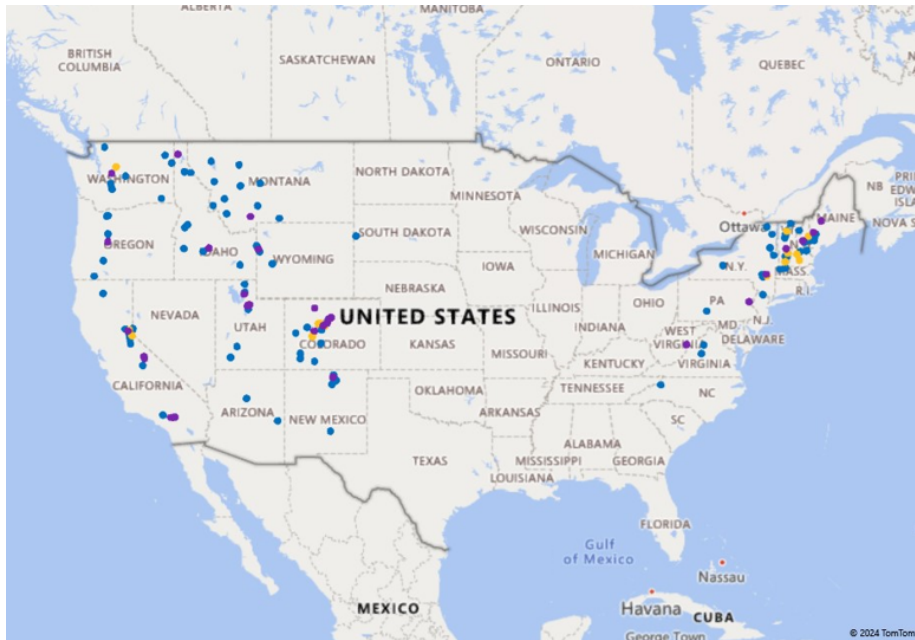 ALBERTA
MANITOBA
BRITISH
COLUMBIA
SASKATCHEWAN
ONTARIO
QUEBEC
NB
PRI
EDW
ISL
NOVA S
MAINE
Ottawa
WASHINGTON
MONTANA
NORTH DAKOTA
MINNESOTA
OREGON
IDAHO
SOUTH DAKOTA
WISCONSIN
MICHIGAN
N.Y.
MASS.
R.I.
WYOMING
IOWA
NEBRASKA
NEVADA
UTAH
UNITED STATES
ILLINOIS
INDIANA
OHIO
PA
N.J.
MD
DELAWARE
COLORADO
KANSAS
MISSOURI
WEST
VIRGINIA
KENTUCKY
VIRGINIA
CALIFORNIA
ARIZONA
NEW MEXICO
OKLAHOMA
ARKANSAS
TENNESSEE
NC
SC
TEXAS
MISSISSIPPI
ALABAMA
GEORGIA
LOUISIANA
FLORIDA
Gulf
of Mexico
Nassau
MEXICO
Havana
CUBA
George Town
© 2024 TomTom